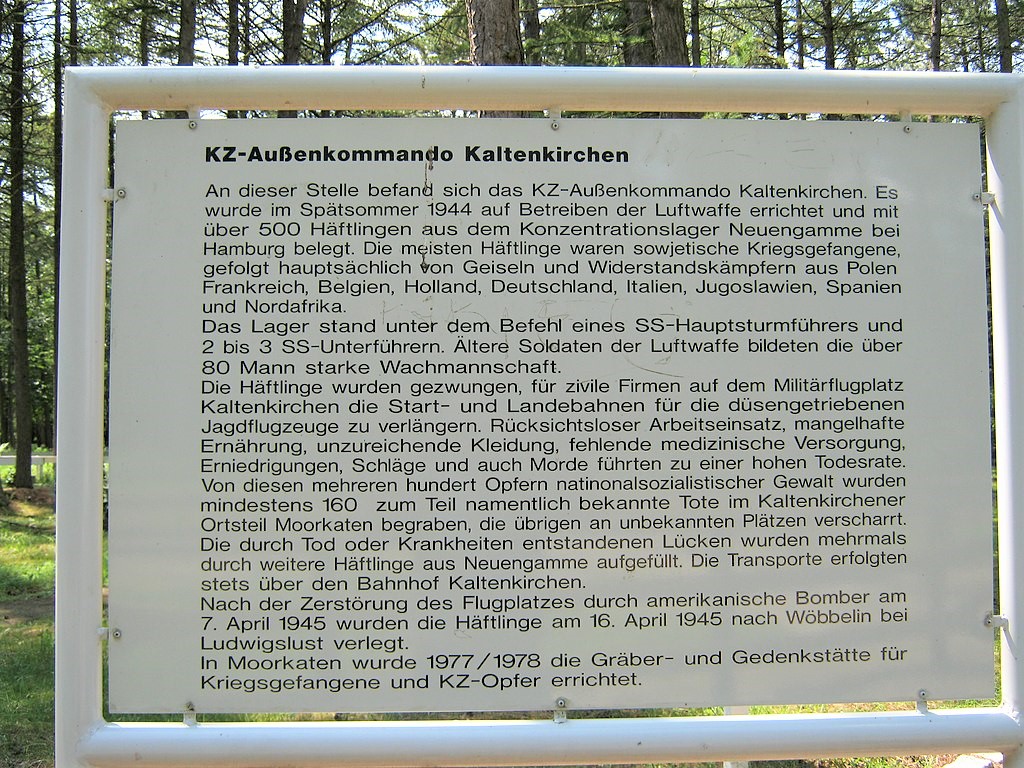 KZ-Außenkommando Kaltenkirchen
An dieser Stelle befand sich das KZ-Außenkommando Kaltenkirchen. Es
wurde im Spätsommer 1944 auf Betreiben der Luftwaffe errichtet und mit
über 500 Häftlingen aus dem Konzentrationslager Neuengamme bei
Hamburg belegt. Die meisten Häftlinge waren sowjetische Kriegsgefangene,
gefolgt hauptsächlich von Geiseln und Widerstandskämpfern aus Polen
Frankreich, Belgien, Holland, Deutschland, Italien, Jugoslawien, Spanien
und Nordafrika.
Das Lager stand unter dem Befehl eines SS-Hauptsturmführers und
2 bis 3 SS-Unterführern. Ältere Soldaten der Luftwaffe bildeten die über
80 Mann starke Wachmannschaft.
Die Häftlinge wurden gezwungen, für zivile Firmen auf dem Militärflugplatz
Kaltenkirchen die Start- und Landebahnen für die düsengetriebenen
Jagdflugzeuge zu verlängern. Rücksichtsloser Arbeitseinsatz, mangelhafte
Ernährung, unzureichende Kleidung, fehlende medizinische Versorgung,
Erniedrigungen, Schläge und auch Morde führten zu einer hohen Todesrate.
Von diesen mehreren hundert Opfern natinonalsozialistischer Gewalt wurden
mindestens 160 zum Teil namentlich bekannte Tote im Kaltenkirchener
Ortsteil Moorkaten begraben, die übrigen an unbekannten Plätzen verscharrt.
Die durch Tod oder Krankheiten entstandenen Lücken wurden mehrmals
durch weitere Häftlinge aus Neuengamme aufgefüllt. Die Transporte erfolgten
stets über den Bahnhof Kaltenkirchen.
Nach der Zerstörung des Flugplatzes durch amerikanische Bomber am
7. April 1945 wurden die Häftlinge am 16. April 1945 nach Wöbbelin bei
Ludwigslust verlegt.
In Moorkaten wurde 1977/1978 die Gräber- und Gedenkstätte für
Kriegsgefangene und KZ-Opfer errichtet.